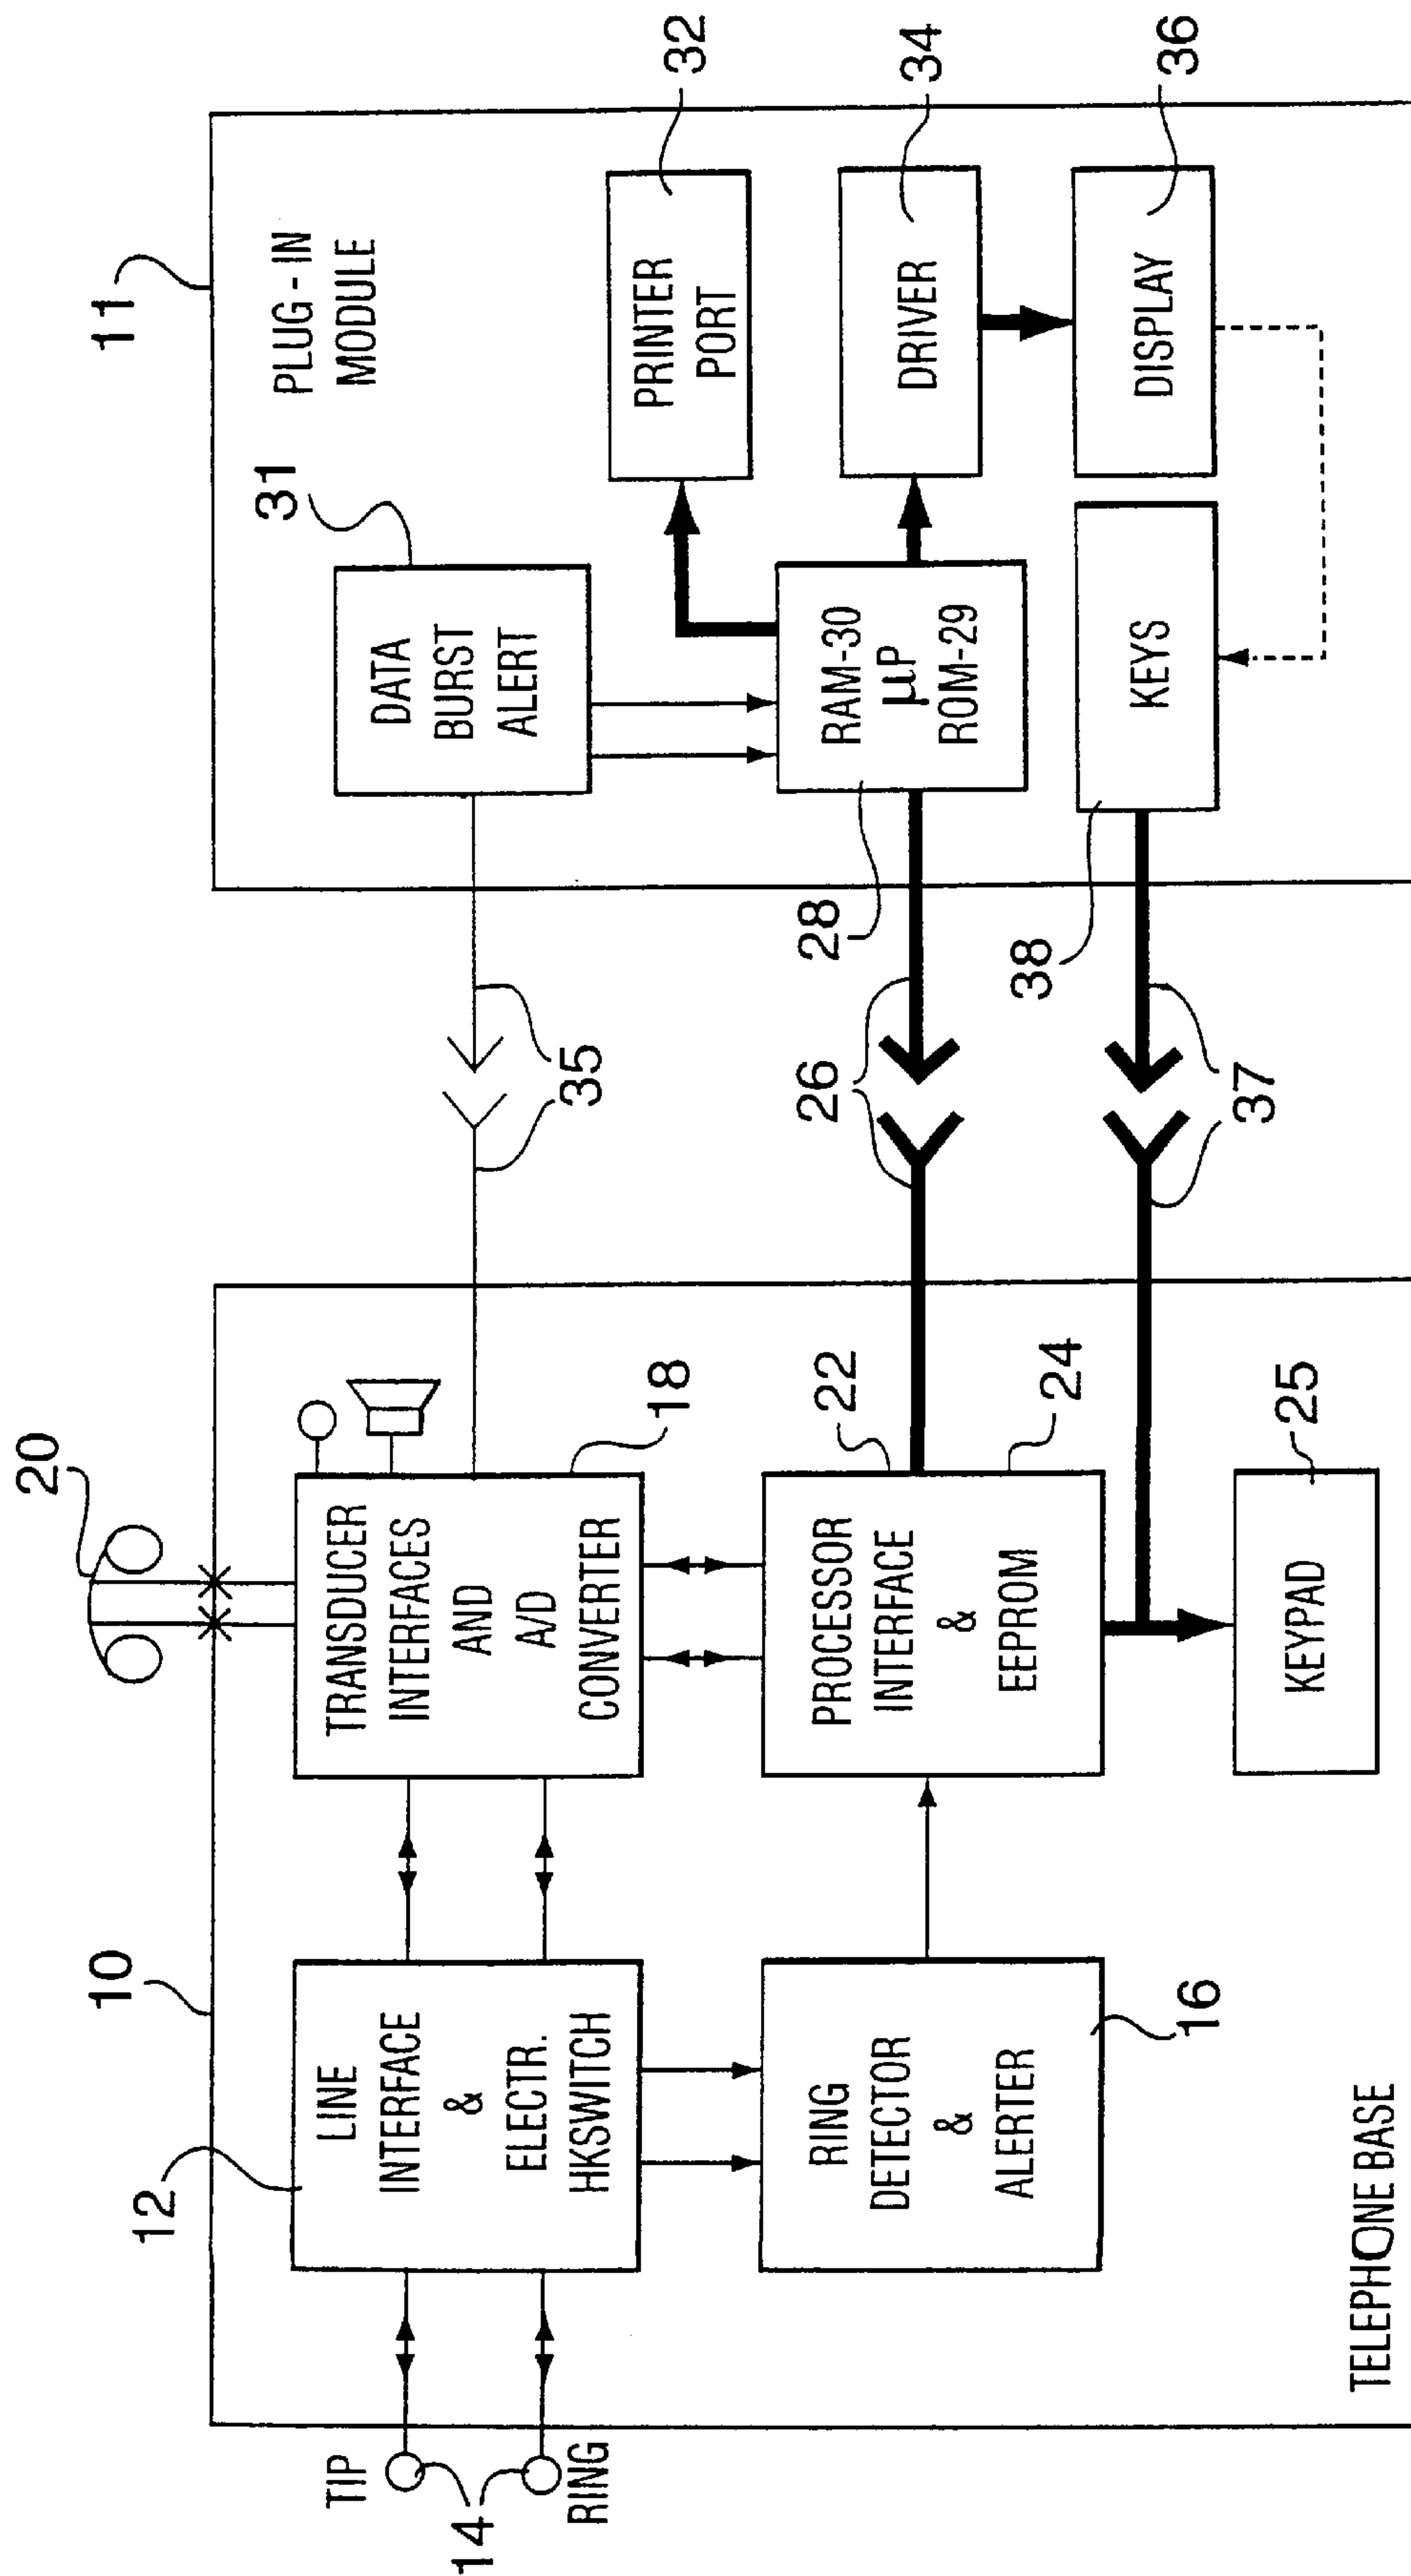 10
20
11
TIP
14
RING
12
LINE
INTERFACE
&
ELECTR.
HKSWITCH
TRANSDUCER
INTERFACES
AND
A/D
CONVERTER
18
RING
DETECTOR
&
ALERTER
16
PROCESSOR
INTERFACE
&
EEPROM
22
24
KEYPAD
25
TELEPHONE BASE
35
26
37
PLUG-IN
MODULE
31
DATA
BURST
ALERT
PRINTER
PORT
32
RAM-30
µP
ROM-29
28
DRIVER
34
KEYS
38
DISPLAY
36